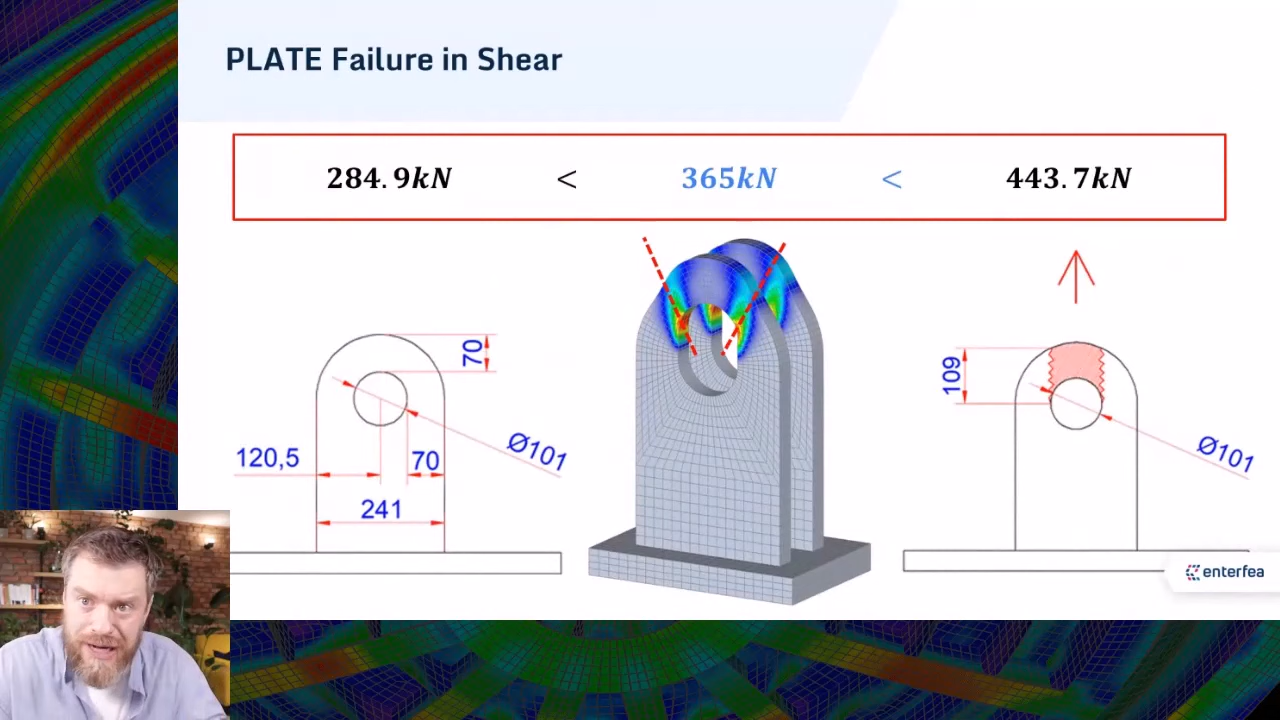 PLATE Failure in Shear
284.9kN < 365kN < 443.7kN
70
Ø101
120,5
70
241
109
Ø101
enterfea